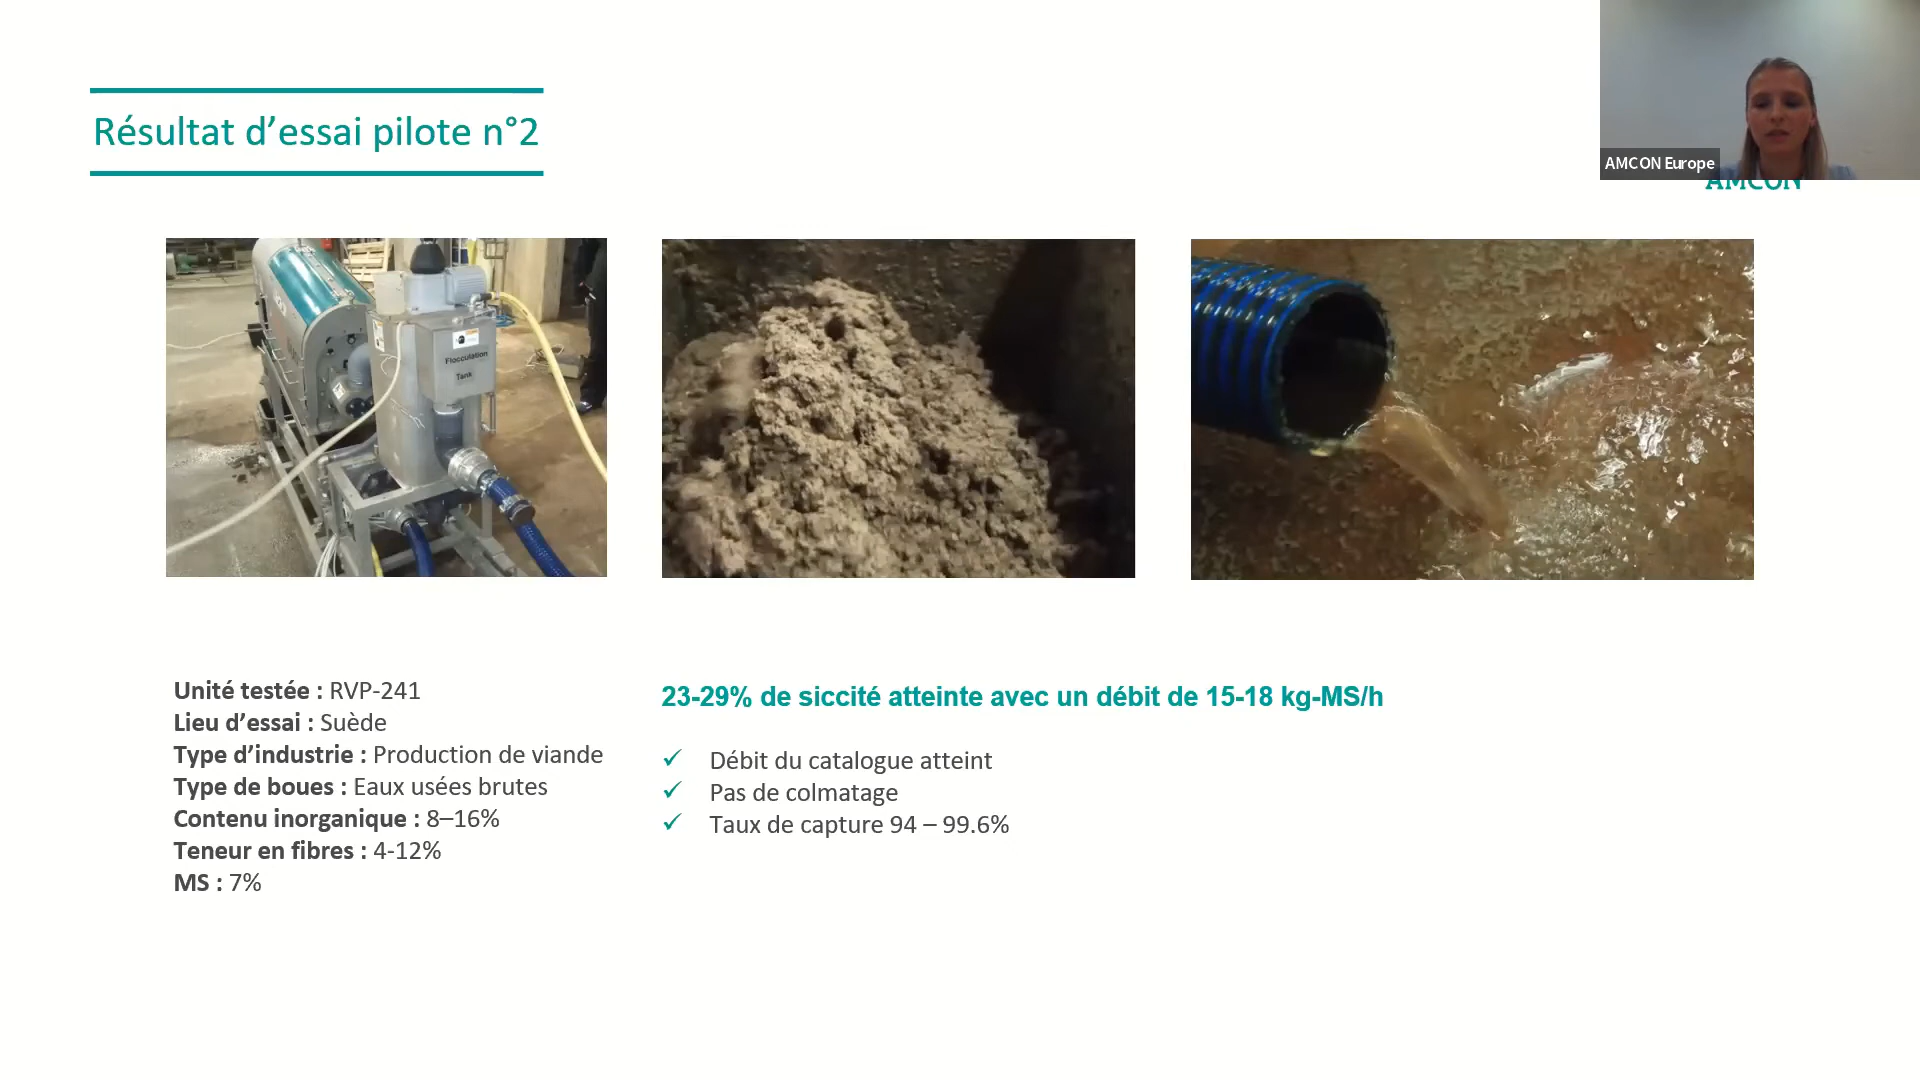 Résultat d’essai pilote n°2
AMCON Europe
AMCON
Flocculation
Tank
Unité testée : RVP-241
Lieu d’essai : Suède
Type d’industrie : Production de viande
Type de boues : Eaux usées brutes
Contenu inorganique : 8–16%
Teneur en fibres : 4-12%
MS : 7%
23-29% de siccité atteinte avec un débit de 15-18 kg-MS/h
✓ Débit du catalogue atteint
✓ Pas de colmatage
✓ Taux de capture 94 – 99.6%